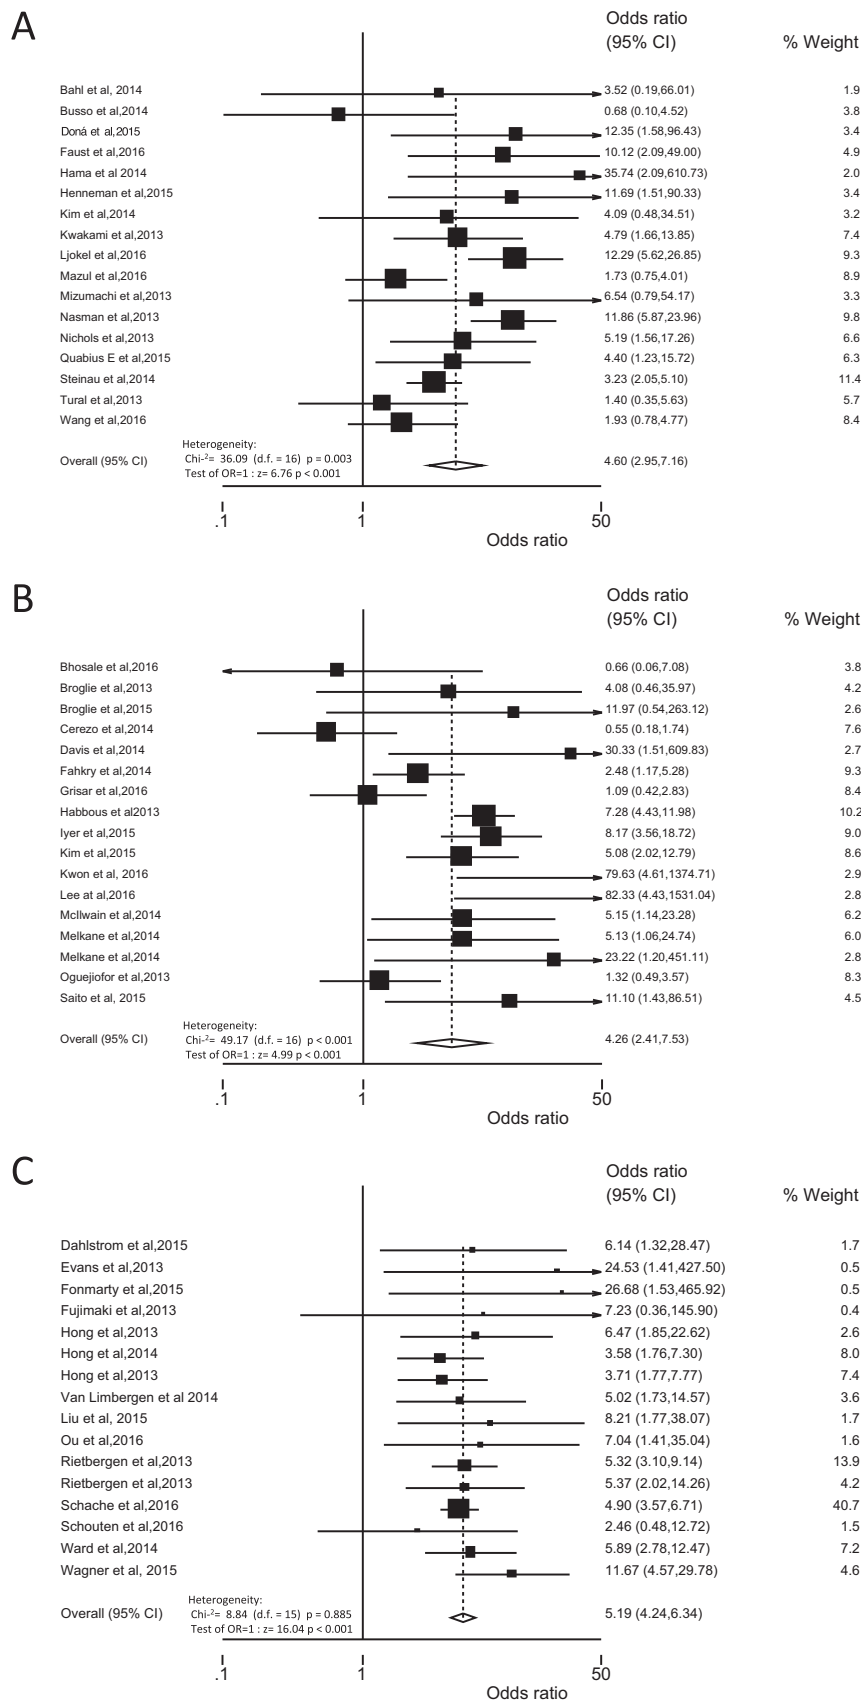 A
Odds ratio
(95% CI) % Weight
Bahl et al, 2014 3.52 (0.19,66.01) 1.9
Busso et,2014 0.68 (0.10,4.52) 3.8
Doná et al,2015 12.35 (1.58,96.43) 3.4
Faust et al,2016 10.12 (2.09,49.00) 4.9
Hama et al 2014 35.74 (2.09,610.73) 2.0
Henneman et al,2015 11.69 (1.51,90.33) 3.4
Kim et al,2014 4.09 (0.48,34.51) 3.2
Kwakami et al,2013 4.79 (1.66,13.85) 7.4
Ljokel et al,2016 12.29 (5.62,26.85) 9.3
Mazul et al,2016 1.73 (0.75,4.01) 8.9
Mizumachi et al,2013 6.54 (0.79,54.17) 3.3
Nasman et al,2013 11.86 (5.87,23.96) 9.8
Nichols et al,2013 5.19 (1.56,17.26) 6.6
Quabius E et al,2015 4.40 (1.23,15.72) 6.3
Steinau et al,2014 3.23 (2.05,5.10) 11.4
Tural et al,2013 1.40 (0.35,5.63) 5.7
Wang et al,2016 1.93 (0.78,4.77) 8.4
Heterogeneity:
Chi-2= 36.09 (d.f. = 16) p = 0.003
Overall (95% CI) 4.60 (2.95,7.16)
Test of OR=1 : z= 6.76 p < 0.001
.1 1 50
Odds ratio
B
Odds ratio
(95% CI) % Weight
Bhosale et al,2016 0.66 (0.06,7.08) 3.8
Broglie et al,2013 4.08 (0.46,35.97) 4.2
Broglie et al,2015 11.97 (0.54,263.12) 2.6
Cerezo et al,2014 0.55 (0.18,1.74) 7.6
Davis et al,2014 30.33 (1.51,609.83) 2.7
Fahkry et al,2014 2.48 (1.17,5.28) 9.3
Grisar et al,2016 1.09 (0.42,2.83) 8.4
Habbous et al2013 7.28 (4.43,11.98) 10.2
Iyer et al,2015 8.17 (3.56,18.72) 9.0
Kim et al,2015 5.08 (2.02,12.79) 8.6
Kwon et al, 2016 79.63 (4.61,1374.71) 2.9
Lee at al,2016 82.33 (4.43,1531.04) 2.8
McIlwain et al,2014 5.15 (1.14,23.28) 6.2
Melkane et al,2014 5.13 (1.06,24.74) 6.0
Melkane et al,2014 23.22 (1.20,451.11) 2.8
Oguejiofor et al,2013 1.32 (0.49,3.57) 8.3
Saito et al, 2015 11.10 (1.43,86.51) 4.5
Heterogeneity:
Overall (95% CI) Chi-2= 49.17 (d.f. = 16) p < 0.001 4.26 (2.41,7.53)
Test of OR=1 : z= 4.99 p < 0.001
.1 1 50
Odds ratio
C
Odds ratio
(95% CI) % Weight
Dahlstrom et al,2015 6.14 (1.32,28.47) 1.7
Evans et al,2013 24.53 (1.41,427.50) 0.5
Fonmarty et al,2015 26.68 (1.53,465.92) 0.5
Fujimaki et al,2013 7.23 (0.36,145.90) 0.4
Hong et al,2013 6.47 (1.85,22.62) 2.6
Hong et al,2014 3.58 (1.76,7.30) 8.0
Hong et al,2013 3.71 (1.77,7.77) 7.4
Van Limbergen et al 2014 5.02 (1.73,14.57) 3.6
Liu et al, 2015 8.21 (1.77,38.07) 1.7
Ou et al,2016 7.04 (1.41,35.04) 1.6
Rietbergen et al,2013 5.32 (3.10,9.14) 13.9
Rietbergen et al,2013 5.37 (2.02,14.26) 4.2
Schache et al,2016 4.90 (3.57,6.71) 40.7
Schouten et al,2016 2.46 (0.48,12.72) 1.5
Ward et al,2014 5.89 (2.78,12.47) 7.2
Wagner et al, 2015 11.67 (4.57,29.78) 4.6
Heterogeneity:
Overall (95% CI) Chi-2= 8.84 (d.f. = 15) p = 0.885 5.19 (4.24,6.34)
Test of OR=1 : z= 16.04 p < 0.001
.1 1 50
Odds ratio